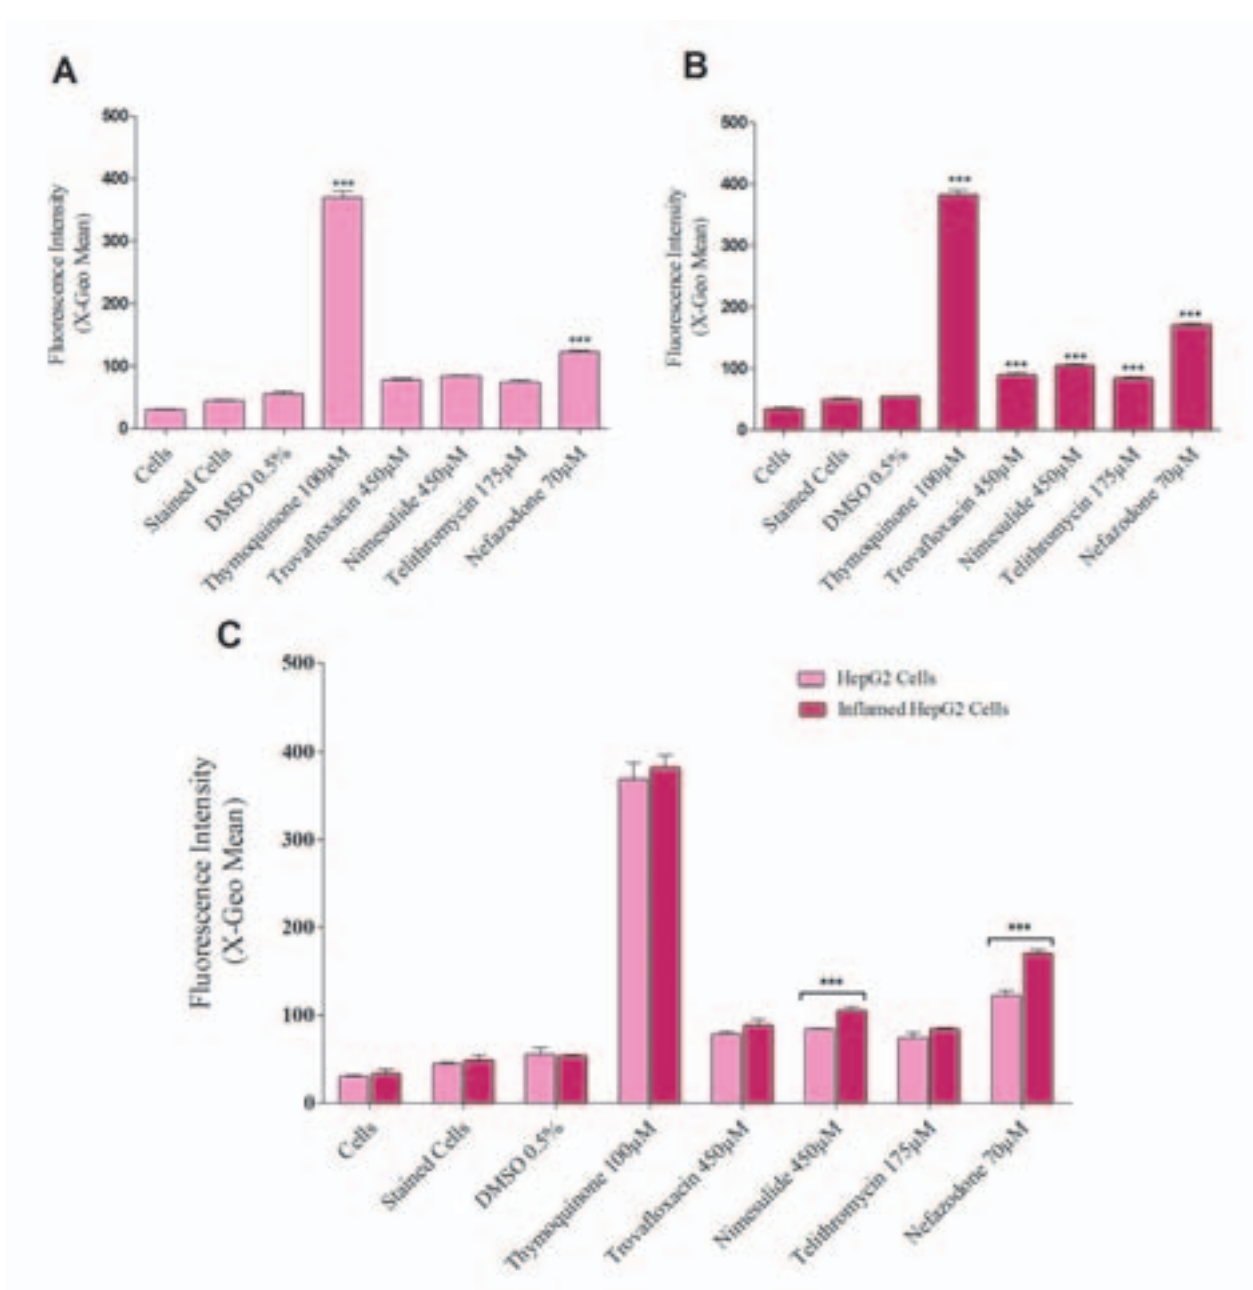 A
500
400
300
200
100
0
Fluorescence Intensity
(X-Geo Mean)
***
***
Cells
Stained Cells
DMSO 0.5%
Thymoquinone 100µM
Trovafloxacin 450µM
Nimesulide 450µM
Telithromycin 175µM
Nefazodone 70µM
B
500
400
300
200
100
0
Fluorescence Intensity
(X-Geo Mean)
***
***
***
***
***
Cells
Stained Cells
DMSO 0.5%
Thymoquinone 100µM
Trovafloxacin 450µM
Nimesulide 450µM
Telithromycin 175µM
Nefazodone 70µM
C
500
400
300
200
100
0
Fluorescence Intensity
(X-Geo Mean)
HepG2 Cells
Inflamed HepG2 Cells
***
***
Cells
Stained Cells
DMSO 0.5%
Thymoquinone 100µM
Trovafloxacin 450µM
Nimesulide 450µM
Telithromycin 175µM
Nefazodone 70µM